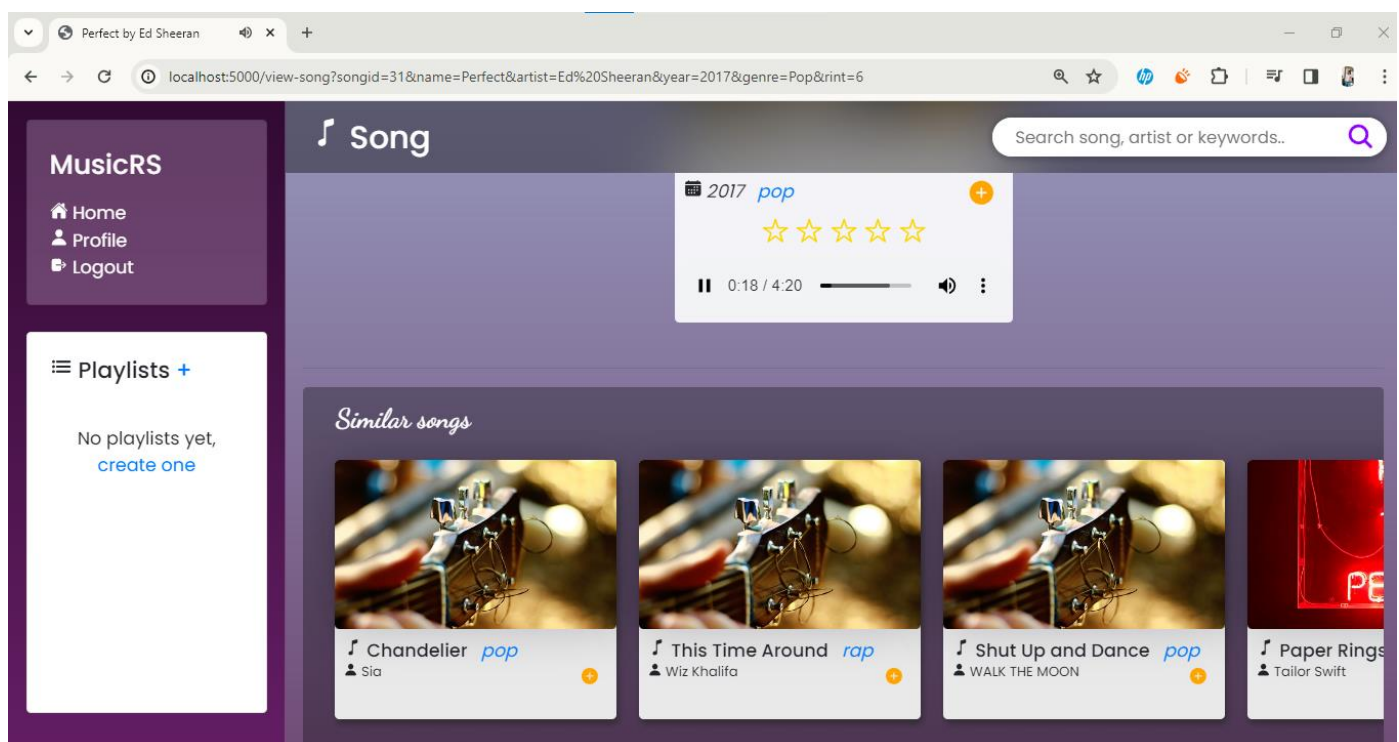 Perfect by Ed Sheeran
localhost:5000/view-song?songid=31&name=Perfect&artist=Ed%20Sheeran&year=2017&genre=Pop&rint=6
MusicRS
Home
Profile
Logout
Playlists +
No playlists yet,
create one
Song
Search song, artist or keywords..
2017 pop
0:18 / 4:20
Similar songs
Chandelier pop
Sia
This Time Around rap
Wiz Khalifa
Shut Up and Dance pop
WALK THE MOON
PE
Paper Rings
Tailor Swift